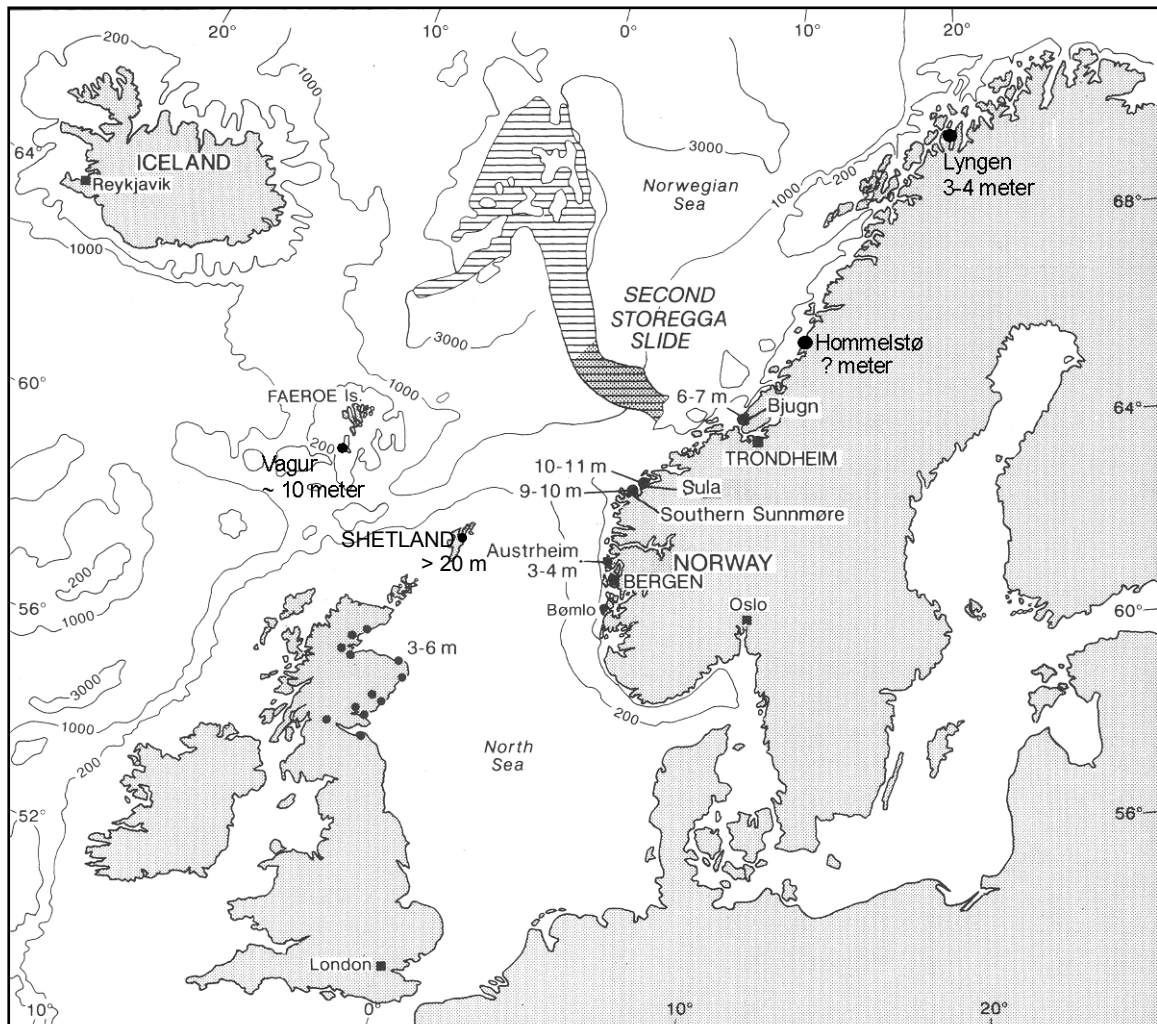 20°
10°
0°
10°
20°
200
1000
1000
3000
64°
ICELAND
Reykjavik
Norwegian
Sea
1000
200
Lyngen
3-4 meter
68°
1000
200
SECOND
STOREGGA
SLIDE
3000
Hommelstø
? meter
60°
FAEROE Is.
1000
6-7 m
Bjugn
64°
200
TRONDHEIM
Vagur
~ 10 meter
10-11 m
9-10 m
Sula
Southern Sunnmøre
SHETLAND
> 20 m
Austrheim
3-4 m
NORWAY
BERGEN
200
1000
56°
Bømlo
Oslo
60°
3-6 m
3000
1000
200
200
North
Sea
52°
56°
London
10°
0°
10°
20°